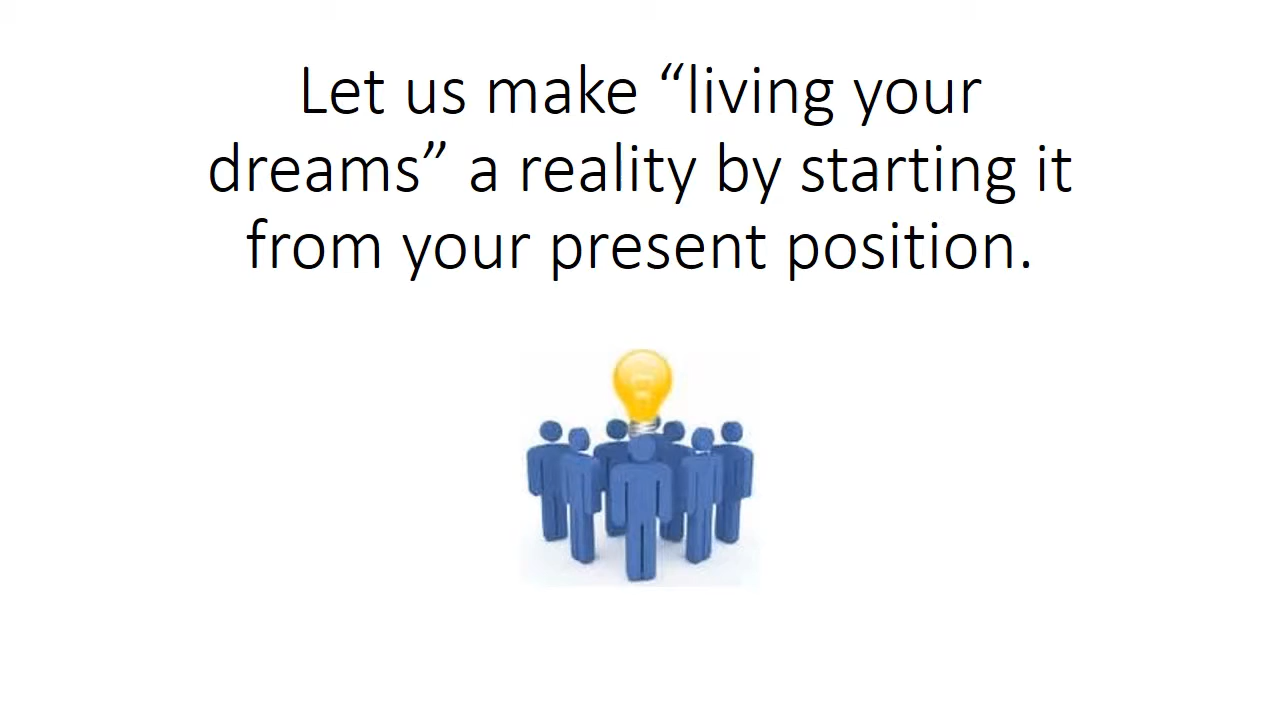 Let us make “living your
dreams” a reality by starting it
from your present position.